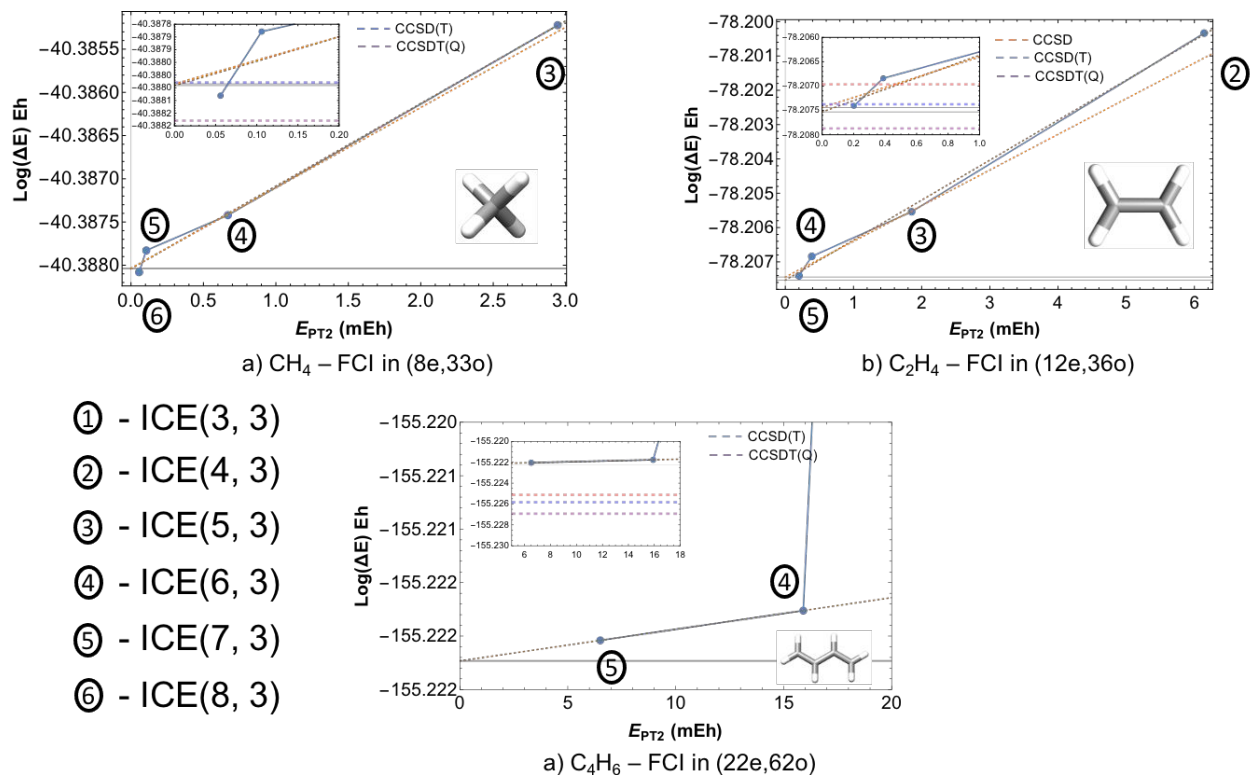 CCSD(T)
CCSDT(Q)
−40.3878
−40.3879
−40.3879
−40.3880
−40.3880
−40.3881
−40.3881
−40.3882
−40.3882
0.00 0.05 0.10 0.15 0.20
−40.3855
−40.3860
−40.3865
−40.3870
−40.3875
−40.3880
Log(ΔE) Eh
③
④
⑤
⑥
0.0 0.5 1.0 1.5 2.0 2.5 3.0
E_PT2 (mEh)
a) CH₄ – FCI in (8e,33o)
CCSD
CCSD(T)
CCSDT(Q)
−78.2060
−78.2065
−78.2070
−78.2075
−78.2080
0.0 0.2 0.4 0.6 0.8 1.0
−78.200
−78.201
−78.202
−78.203
−78.204
−78.205
−78.206
−78.207
Log(ΔE) Eh
②
③
④
⑤
0 1 2 3 4 5 6
E_PT2 (mEh)
b) C₂H₄ – FCI in (12e,36o)
① - ICE(3, 3)
② - ICE(4, 3)
③ - ICE(5, 3)
④ - ICE(6, 3)
⑤ - ICE(7, 3)
⑥ - ICE(8, 3)
CCSD(T)
CCSDT(Q)
−155.220
−155.222
−155.224
−155.226
−155.228
−155.230
6 8 10 12 14 16 18
−155.220
−155.221
−155.221
−155.222
−155.222
−155.222
Log(ΔE) Eh
④
⑤
0 5 10 15 20
E_PT2 (mEh)
a) C₄H₆ – FCI in (22e,62o)